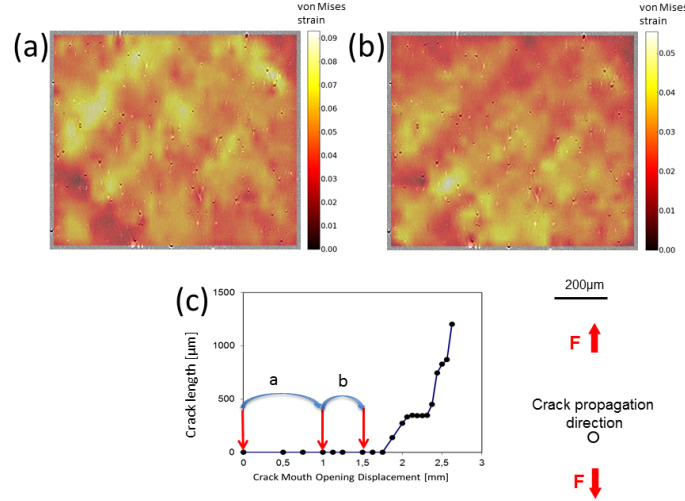 von Mises
strain
(a)
0.09
0.08
0.07
0.06
0.05
0.04
0.03
0.02
0.01
0.00
von Mises
strain
(b)
0.05
0.04
0.03
0.02
0.01
0.00
(c)
Crack length [µm]
1500
1000
500
0
a
b
0
0,5
1
1,5
2
2,5
3
Crack Mouth Opening Displacement [mm]
200µm
F
Crack propagation
direction
F